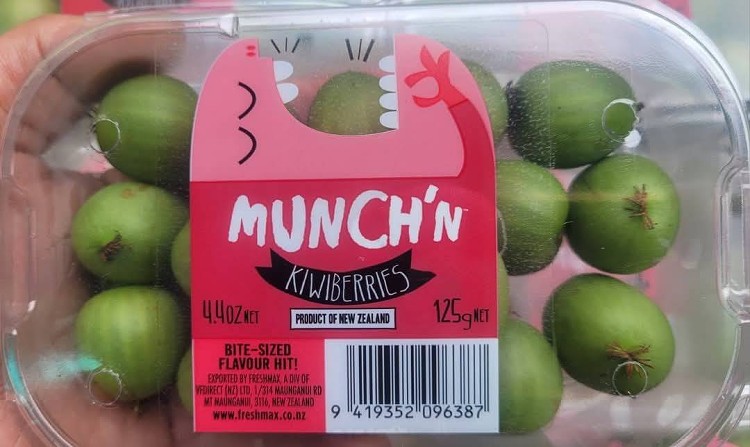 MUNCH'N
KIWIBERRIES
4.4OZ NET
PRODUCT OF NEW ZEALAND
125g NET
BITE-SIZED
FLAVOUR HIT!
EXPORTED BY FRESHMAX, A DIV OF
VEDIRECT (NZ) LTD, 1/314 MAUNGANUI RD
MT MAUNGANUI, 3116, NEW ZEALAND
www.freshmax.co.nz
9 419352 096387